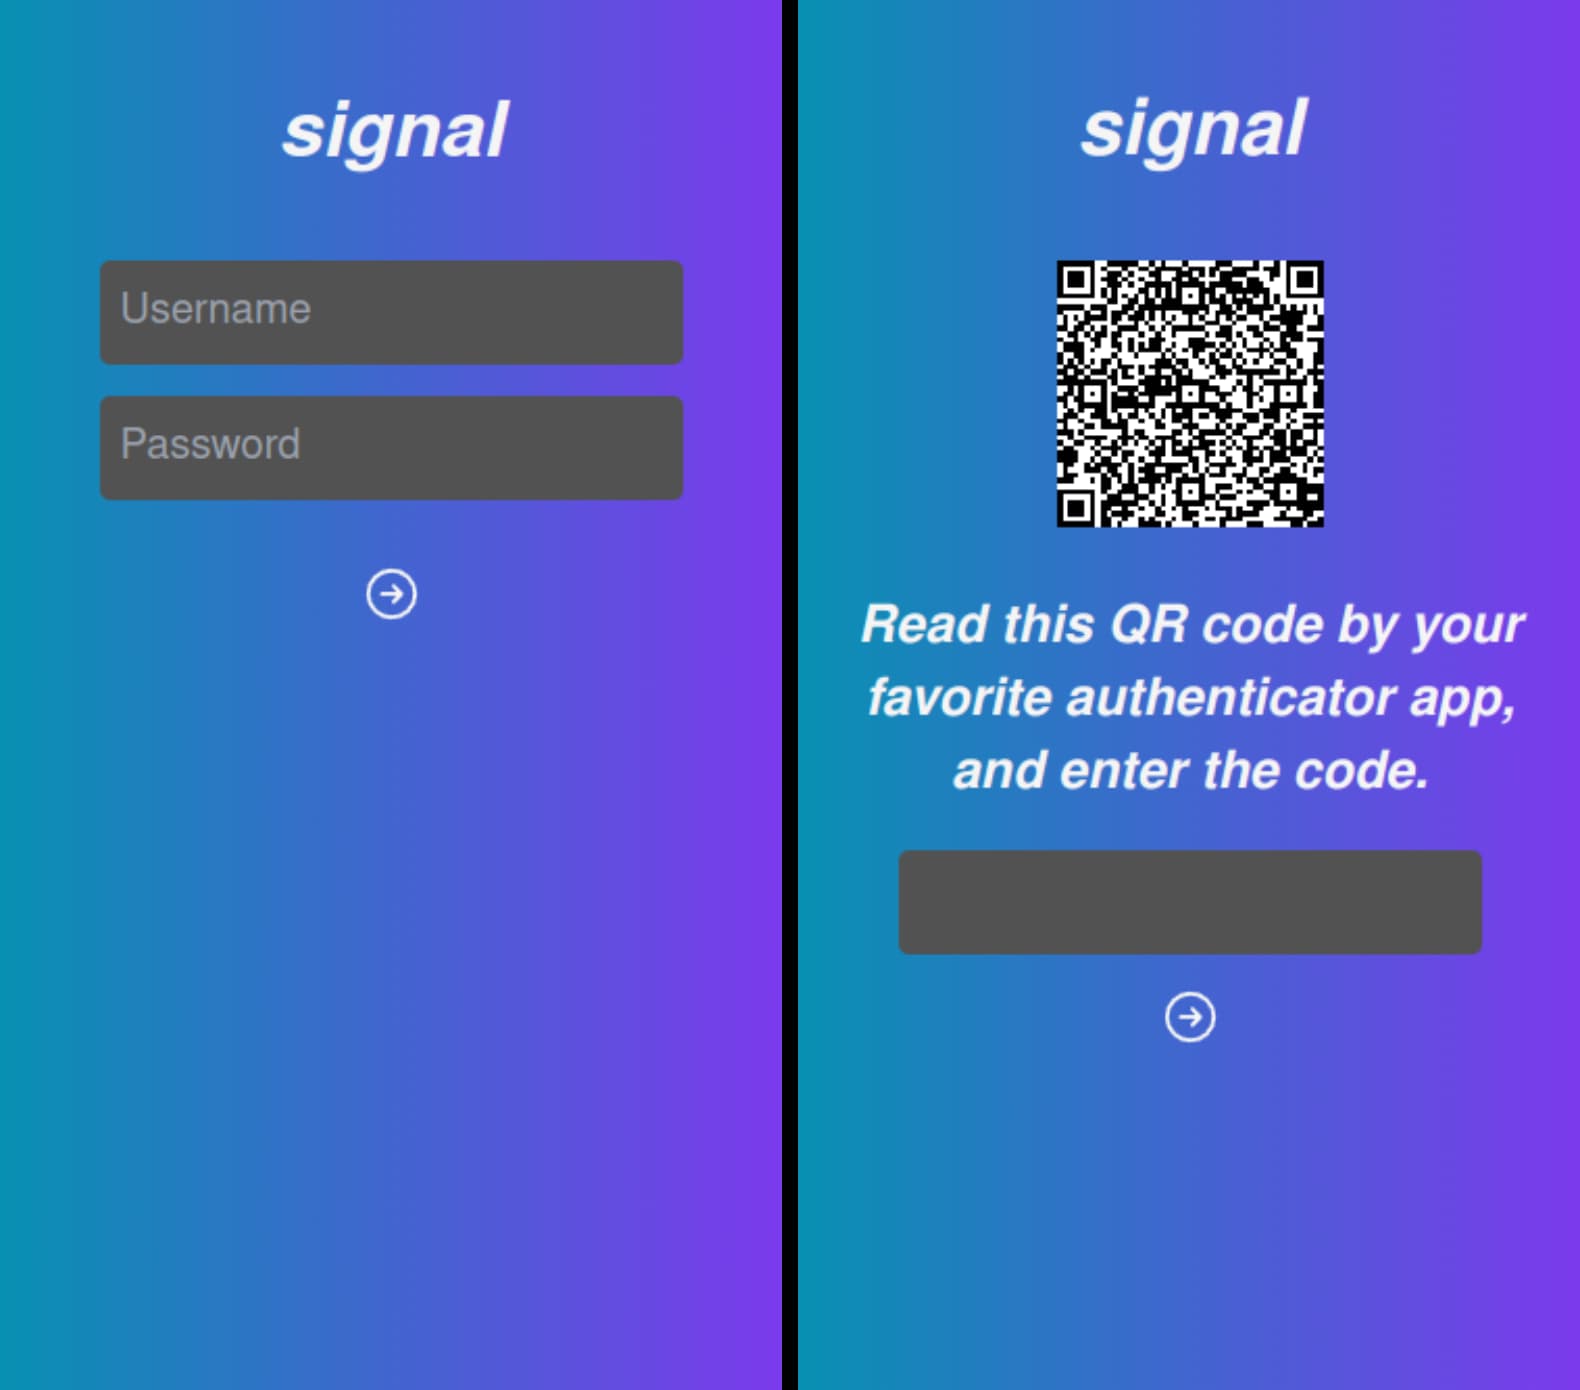 signal
Username
Password
signal
Read this QR code by your
favorite authenticator app,
and enter the code.